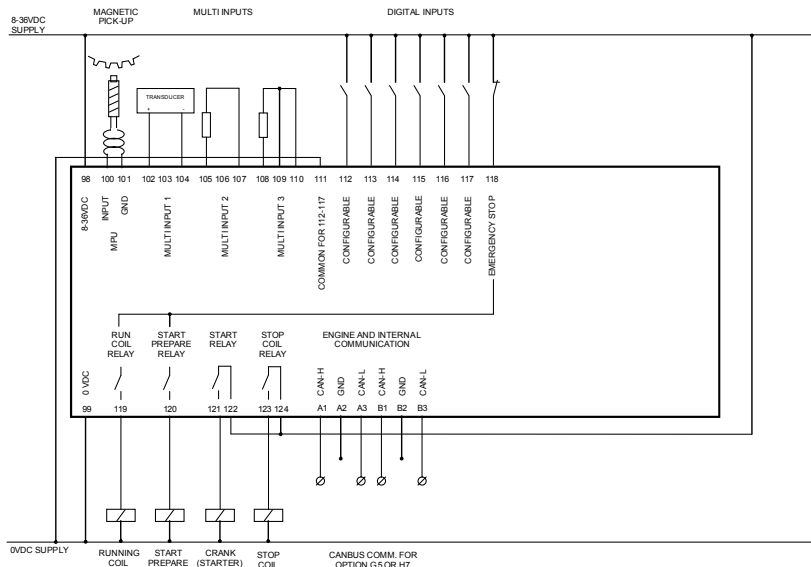 8-36VDC
SUPPLY
MAGNETIC
PICK-UP
MULTI INPUTS
DIGITAL INPUTS
TRANSDUCER
+ -
98 100 101 102 103 104 105 106 107 108 109 110 111 112 113 114 115 116 117 118
8-36VDC
INPUT
MPU
GND
MULTI INPUT 1
MULTI INPUT 2
MULTI INPUT 3
COMMON FOR 112-117
CONFIGURABLE
CONFIGURABLE
CONFIGURABLE
CONFIGURABLE
CONFIGURABLE
CONFIGURABLE
EMERGENCY STOP
RUN
COIL
RELAY
START
PREPARE
RELAY
START
RELAY
STOP
COIL
RELAY
ENGINE AND INTERNAL
COMMUNICATION
0 VDC
CAN-H
GND
CAN-L
CAN-H
GND
CAN-L
99 119 120 121 122 123 124 A1 A2 A3 B1 B2 B3
0VDC SUPPLY
RUNNING
COIL
START
PREPARE
CRANK
(STARTER)
STOP
COIL
CANBUS COMM. FOR
OPTION G5 OR H7